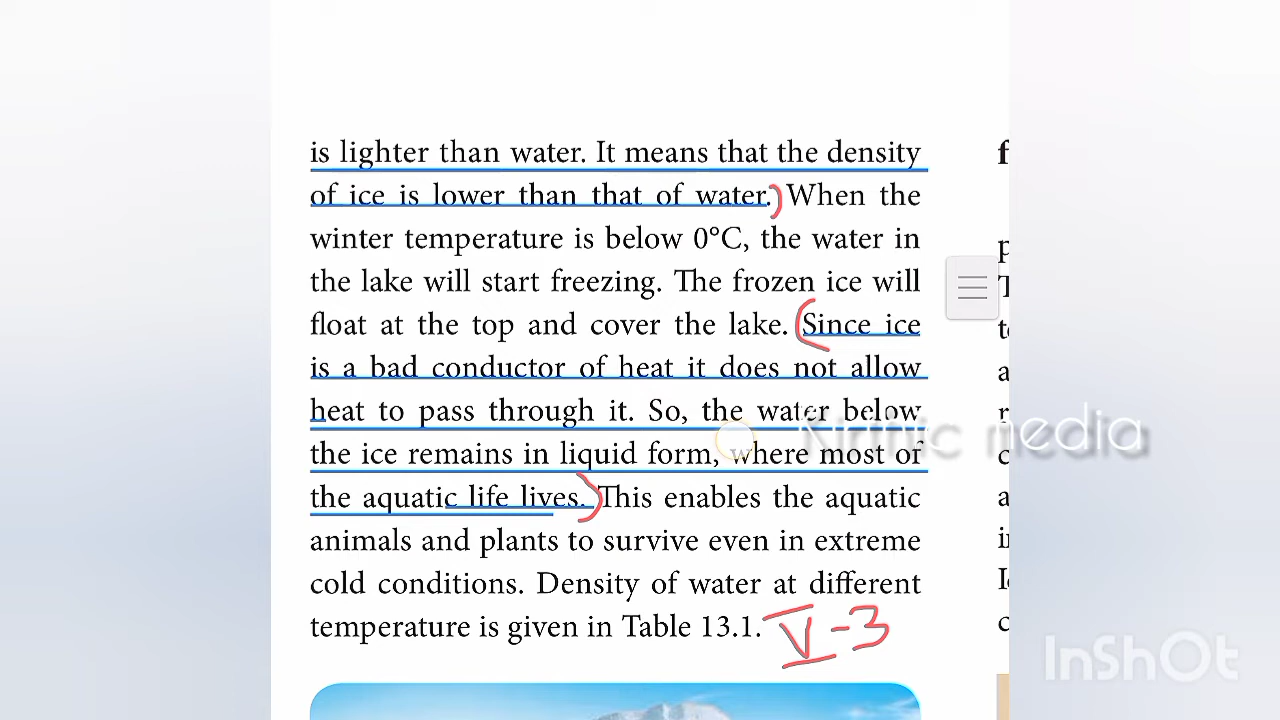 is lighter than water. It means that the density
of ice is lower than that of water. When the
winter temperature is below 0°C, the water in
the lake will start freezing. The frozen ice will
float at the top and cover the lake. Since ice
is a bad conductor of heat it does not allow
heat to pass through it. So, the water below
the ice remains in liquid form, where most of
the aquatic life lives. This enables the aquatic
animals and plants to survive even in extreme
cold conditions. Density of water at different
temperature is given in Table 13.1.
V-3
Kirthic media
InShOt